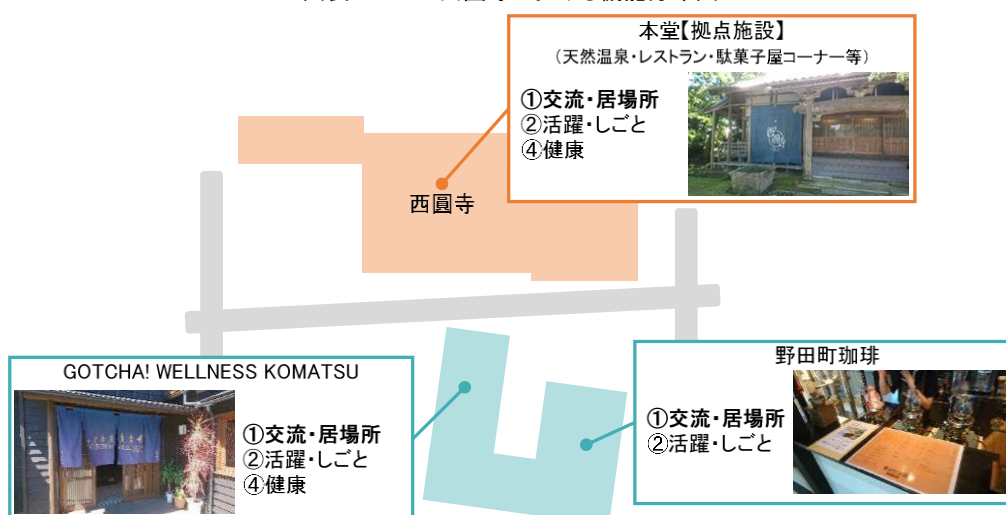 本堂【拠点施設】
（天然温泉・レストラン・駄菓子屋コーナー等）
①交流・居場所
②活躍・しごと
④健康
西圓寺
GOTCHA! WELLNESS KOMATSU
①交流・居場所
②活躍・しごと
④健康
野田町珈琲
①交流・居場所
②活躍・しごと